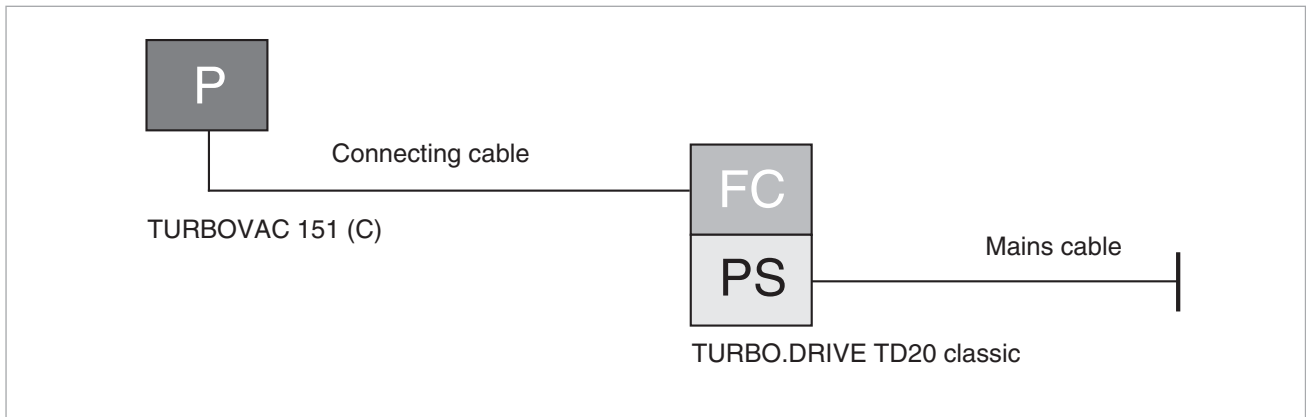 P
Connecting cable
TURBOVAC 151 (C)
FC
PS
Mains cable
TURBO.DRIVE TD20 classic